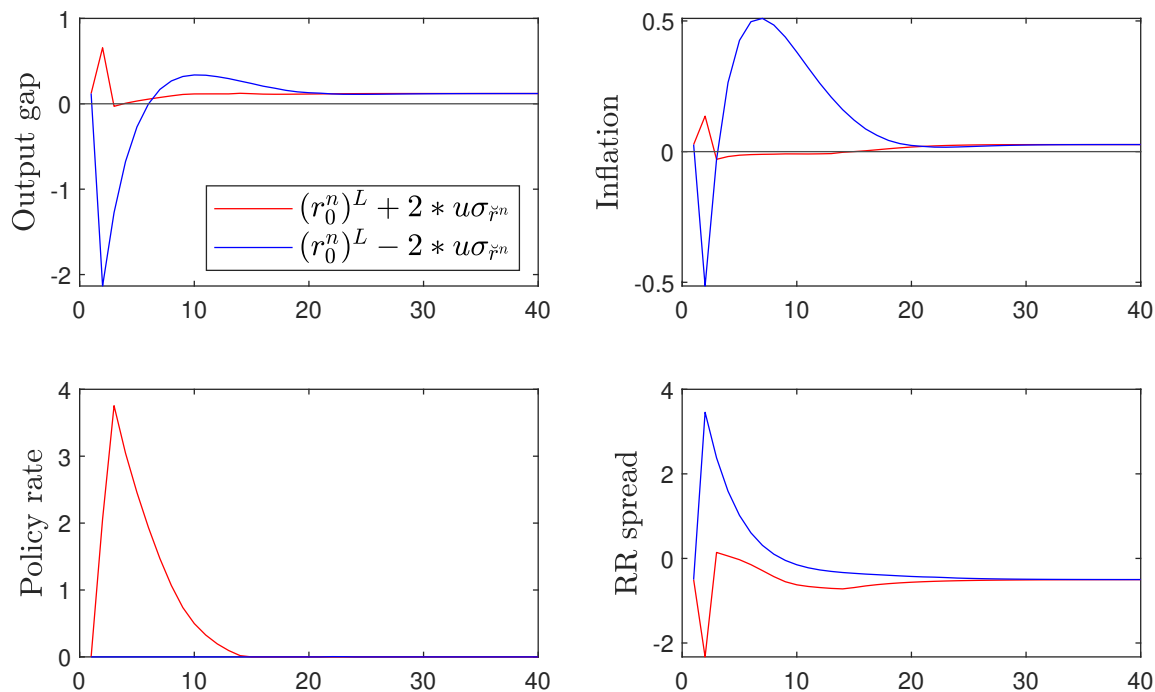 1
0
-1
-2
Output gap
(r_0^n)^L + 2 * uσ_{r̆^n}
(r_0^n)^L − 2 * uσ_{r̆^n}
0 10 20 30 40
0.5
0
-0.5
Inflation
0 10 20 30 40
4
3
2
1
0
Policy rate
0 10 20 30 40
4
2
0
-2
RR spread
0 10 20 30 40